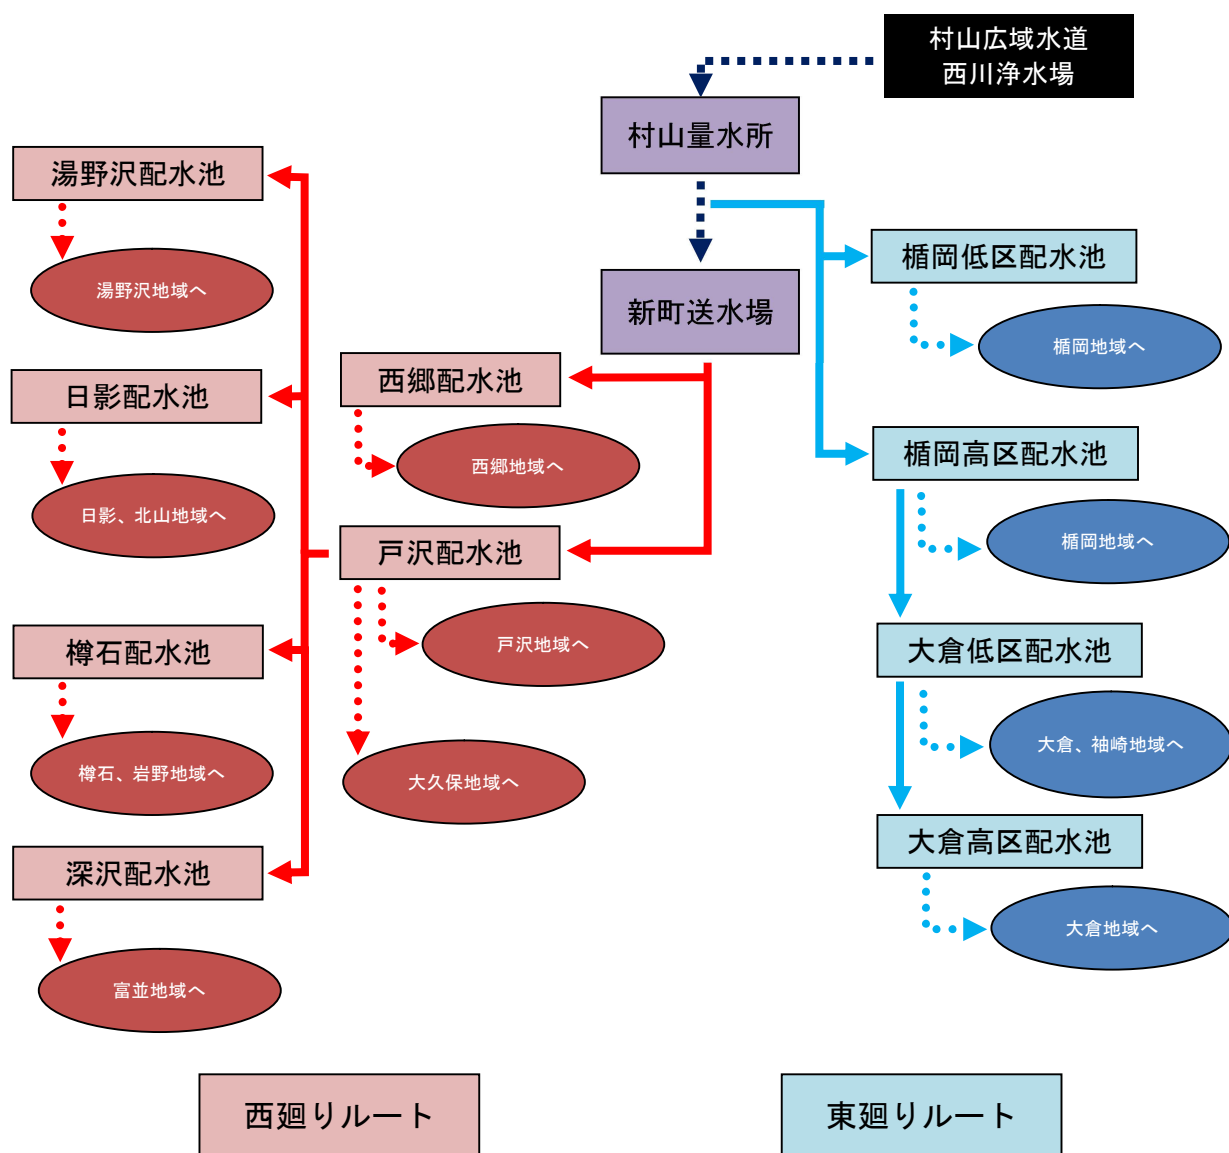 村山広域水道
西川浄水場
村山量水所
新町送水場
湯野沢配水池
湯野沢地域へ
日影配水池
日影、北山地域へ
樽石配水池
樽石、岩野地域へ
深沢配水池
富並地域へ
西郷配水池
西郷地域へ
戸沢配水池
戸沢地域へ
大久保地域へ
楯岡低区配水池
楯岡地域へ
楯岡高区配水池
楯岡地域へ
大倉低区配水池
大倉、袖崎地域へ
大倉高区配水池
大倉地域へ
西廻りルート
東廻りルート